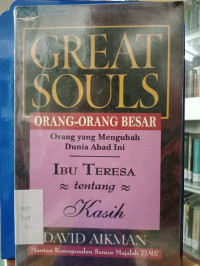 GREAT
SOULS
ORANG-ORANG BESAR
Orang yang Mengubah
Dunia Abad Ini
IBU TERESA
≈ tentang ≈
Kasih
DAVID AIKMAN
Mantan Koresponden Senior Majalah TIME